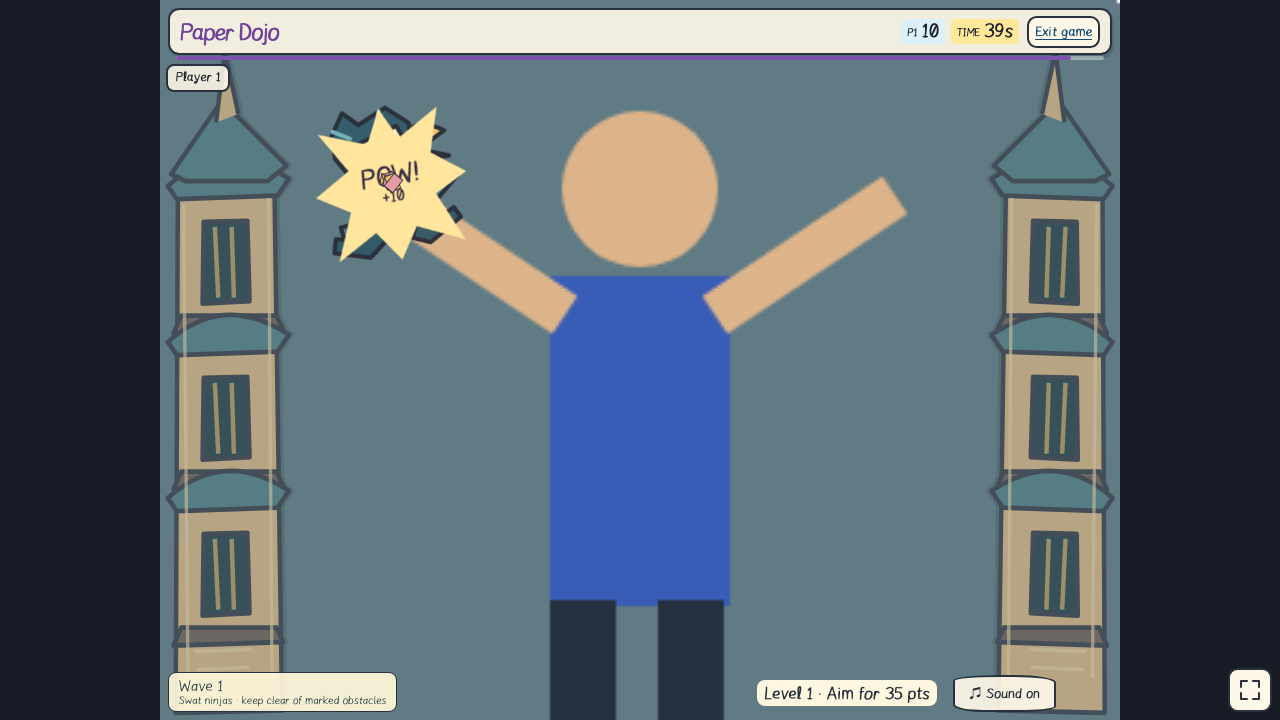 Paper Dojo
P1 10
TIME 39s
Exit game
Player 1
POW!
+10
Wave 1
Swat ninjas · keep clear of marked obstacles
Level 1 · Aim for 35 pts
♫ Sound on